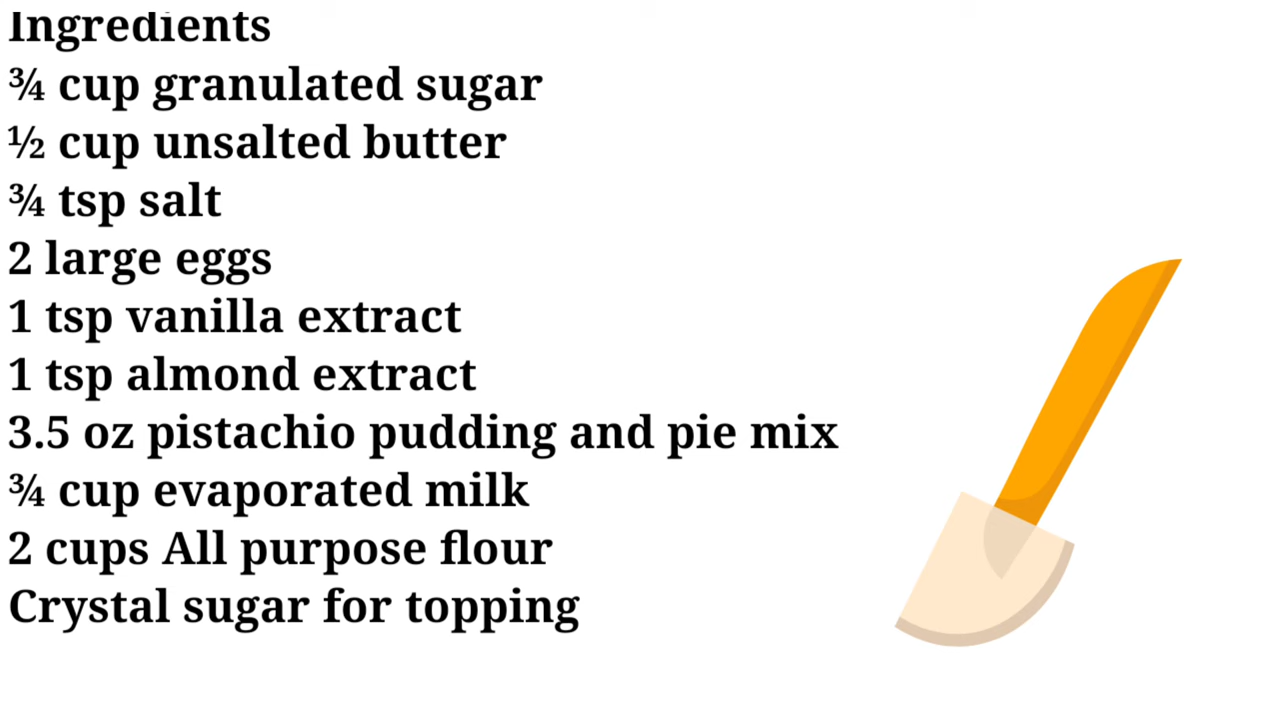 Ingredients
¾ cup granulated sugar
½ cup unsalted butter
¾ tsp salt
2 large eggs
1 tsp vanilla extract
1 tsp almond extract
3.5 oz pistachio pudding and pie mix
¾ cup evaporated milk
2 cups All purpose flour
Crystal sugar for topping